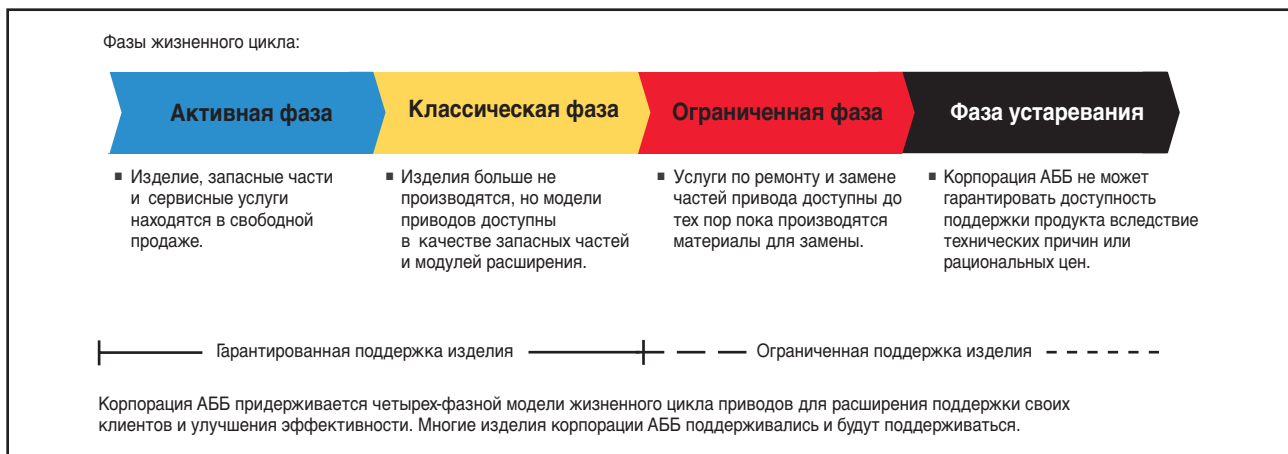 Фазы жизненного цикла:
Активная фаза
Классическая фаза
Ограниченная фаза
Фаза устаревания
▪ Изделие, запасные части
и сервисные услуги
находятся в свободной
продаже.
▪ Изделия больше не
производятся, но модели
приводов доступны
в качестве запасных частей
и модулей расширения.
▪ Услуги по ремонту и замене
частей привода доступны до
тех пор пока производятся
материалы для замены.
▪ Корпорация АББ не может
гарантировать доступность
поддержки продукта вследствие
технических причин или
рациональных цен.
Гарантированная поддержка изделия
Ограниченная поддержка изделия
Корпорация АББ придерживается четырех-фазной модели жизненного цикла приводов для расширения поддержки своих
клиентов и улучшения эффективности. Многие изделия корпорации АББ поддерживались и будут поддерживаться.